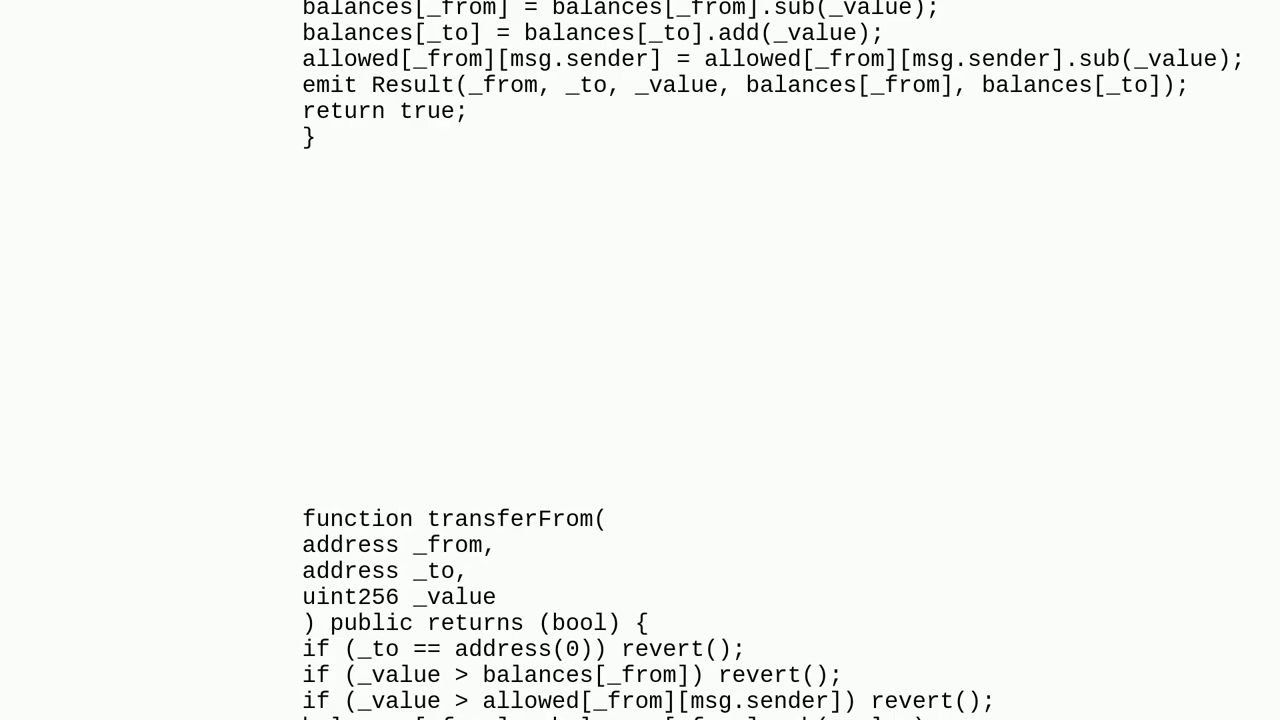 balances[_from] = balances[_from].sub(_value);
balances[_to] = balances[_to].add(_value);
allowed[_from][msg.sender] = allowed[_from][msg.sender].sub(_value);
emit Result(_from, _to, _value, balances[_from], balances[_to]);
return true;
}
function transferFrom(
address _from,
address _to,
uint256 _value
) public returns (bool) {
if (_to == address(0)) revert();
if (_value > balances[_from]) revert();
if (_value > allowed[_from][msg.sender]) revert();